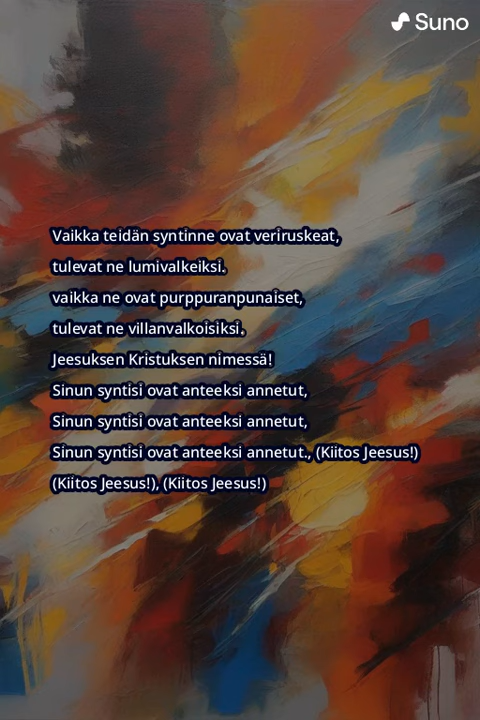 Suno
Vaikka teidän syntinne ovat veriruskeat,
tulevat ne lumivalkeiksi.
vaikka ne ovat purppuranpunaiset,
tulevat ne villanvalkoisiksi.
Jeesuksen Kristuksen nimessä!
Sinun syntisi ovat anteeksi annetut,
Sinun syntisi ovat anteeksi annetut,
Sinun syntisi ovat anteeksi annetut., (Kiitos Jeesus!)
(Kiitos Jeesus!), (Kiitos Jeesus!)